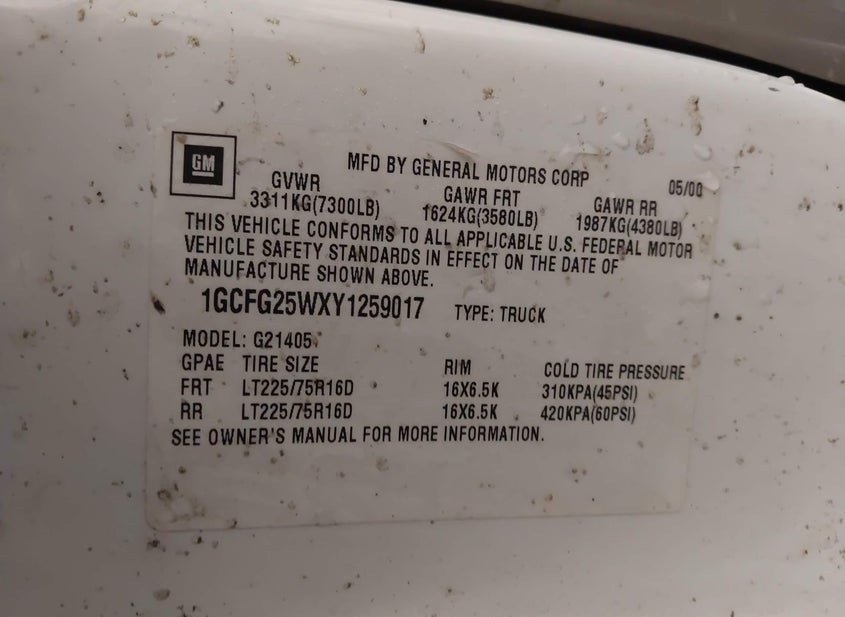 GM
MFD BY GENERAL MOTORS CORP 05/00
GVWR GAWR FRT GAWR RR
3311KG(7300LB) 1624KG(3580LB) 1987KG(4380LB)
THIS VEHICLE CONFORMS TO ALL APPLICABLE U.S. FEDERAL MOTOR
VEHICLE SAFETY STANDARDS IN EFFECT ON THE DATE OF
MANUFACTURE SHOWN ABOVE.
1GCFG25WXY1259017 TYPE: TRUCK
MODEL: G21405
GPAE TIRE SIZE RIM COLD TIRE PRESSURE
FRT LT225/75R16D 16X6.5K 310KPA(45PSI)
RR LT225/75R16D 16X6.5K 420KPA(60PSI)
SEE OWNER'S MANUAL FOR MORE INFORMATION.